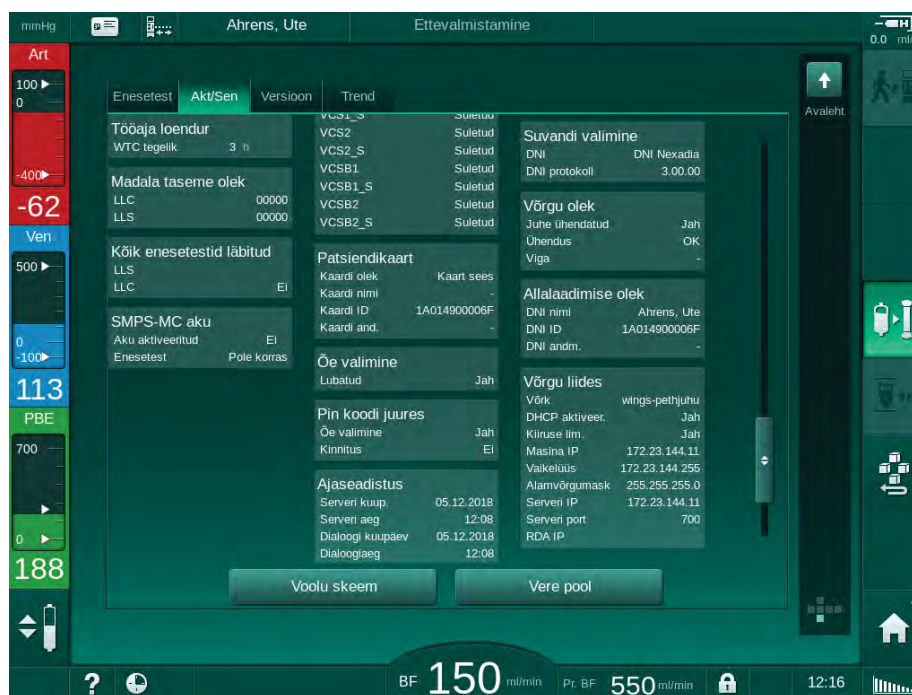 mmHg
Ahrens, Ute
Ettevalmistamine
0.0 ml/
Art
100
0
-400
-62
Ven
500
0
-100
113
PBE
700
0
188
Enesetest
Akt/Sen
Versioon
Trend
Avaleht
Tööaja loendur
WTC tegelik 3 h
Madala taseme olek
LLC 00000
LLS 00000
Kõik enesetestid läbitud
LLS
LLC Ei
SMPS-MC aku
Aku aktiveeritud Ei
Enesetest Pole korras
VCS1_S Suletud
VCS2 Suletud
VCS2_S Suletud
VCSB1 Suletud
VCSB1_S Suletud
VCSB2 Suletud
VCSB2_S Suletud
Patsiendikaart
Kaardi olek Kaart sees
Kaardi nimi -
Kaardi ID 1A014900006F
Kaardi and. -
Õe valimine
Lubatud Jah
Pin koodi juures
Õe valimine Jah
Kinnitus Ei
Ajaseadistus
Serveri kuup. 05.12.2018
Serveri aeg 12:08
Dialoogi kuupäev 05.12.2018
Dialoogiaeg 12:08
Suvandi valimine
DNI DNI Nexadia
DNI protokoll 3.00.00
Võrgu olek
Juhe ühendatud Jah
Ühendus OK
Viga -
Allalaadimise olek
DNI nimi Ahrens, Ute
DNI ID 1A014900006F
DNI andm. -
Võrgu liides
Võrk wings-pethjuhu
DHCP aktiveer. Jah
Kiiruse lim. Jah
Masina IP 172.23.144.11
Vaikelüüs 172.23.144.255
Alamvõrgumask 255.255.255.0
Serveri IP 172.23.144.11
Serveri port 700
RDA IP
Voolu skeem
Vere pool
? BF 150 ml/min Pr. BF 550 ml/min 12:16